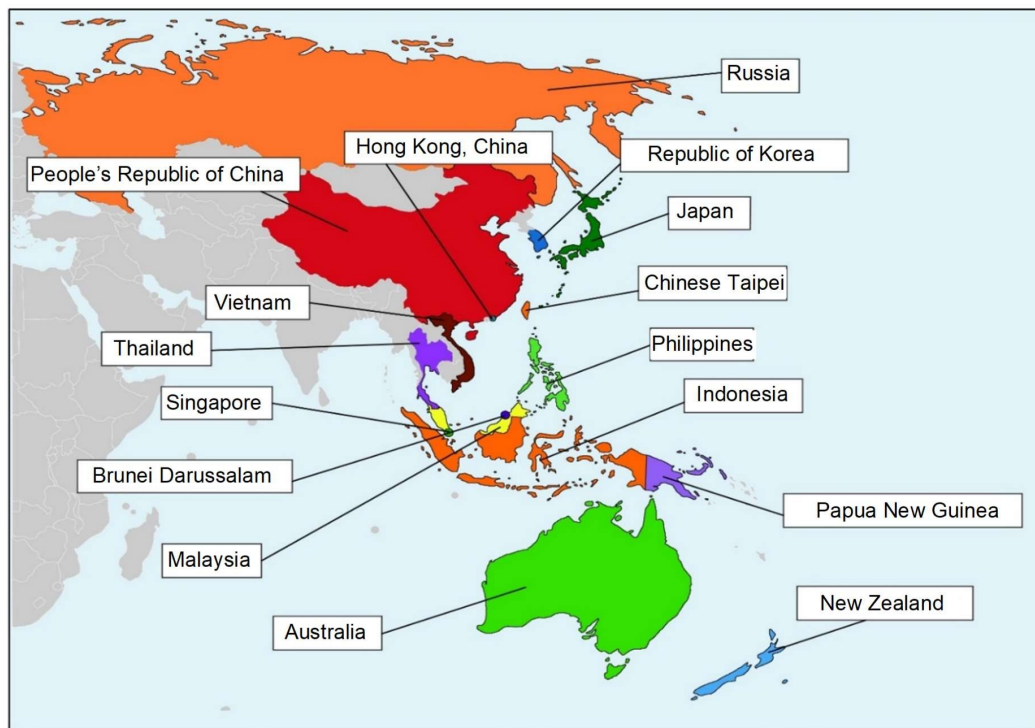 Russia
Hong Kong, China
Republic of Korea
People's Republic of China
Japan
Chinese Taipei
Vietnam
Thailand
Philippines
Indonesia
Singapore
Brunei Darussalam
Papua New Guinea
Malaysia
New Zealand
Australia